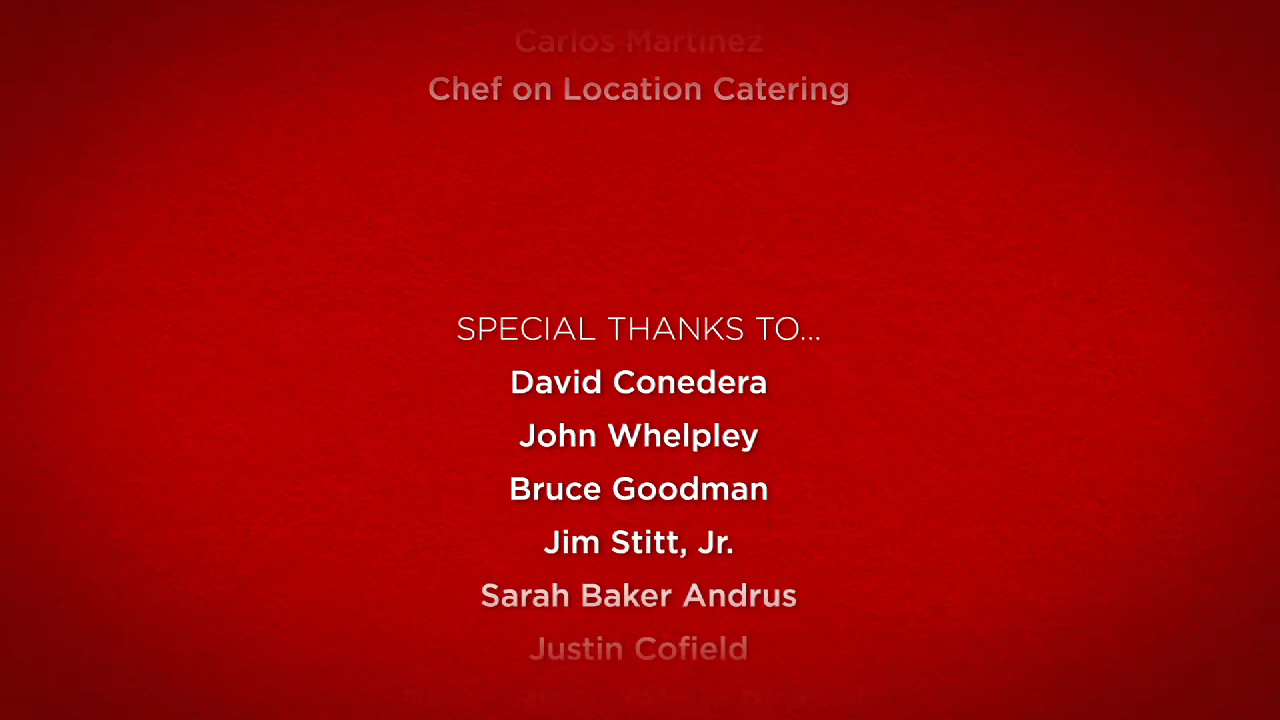 Carlos Martinez
Chef on Location Catering
SPECIAL THANKS TO...
David Conedera
John Whelpley
Bruce Goodman
Jim Stitt, Jr.
Sarah Baker Andrus
Justin Cofield